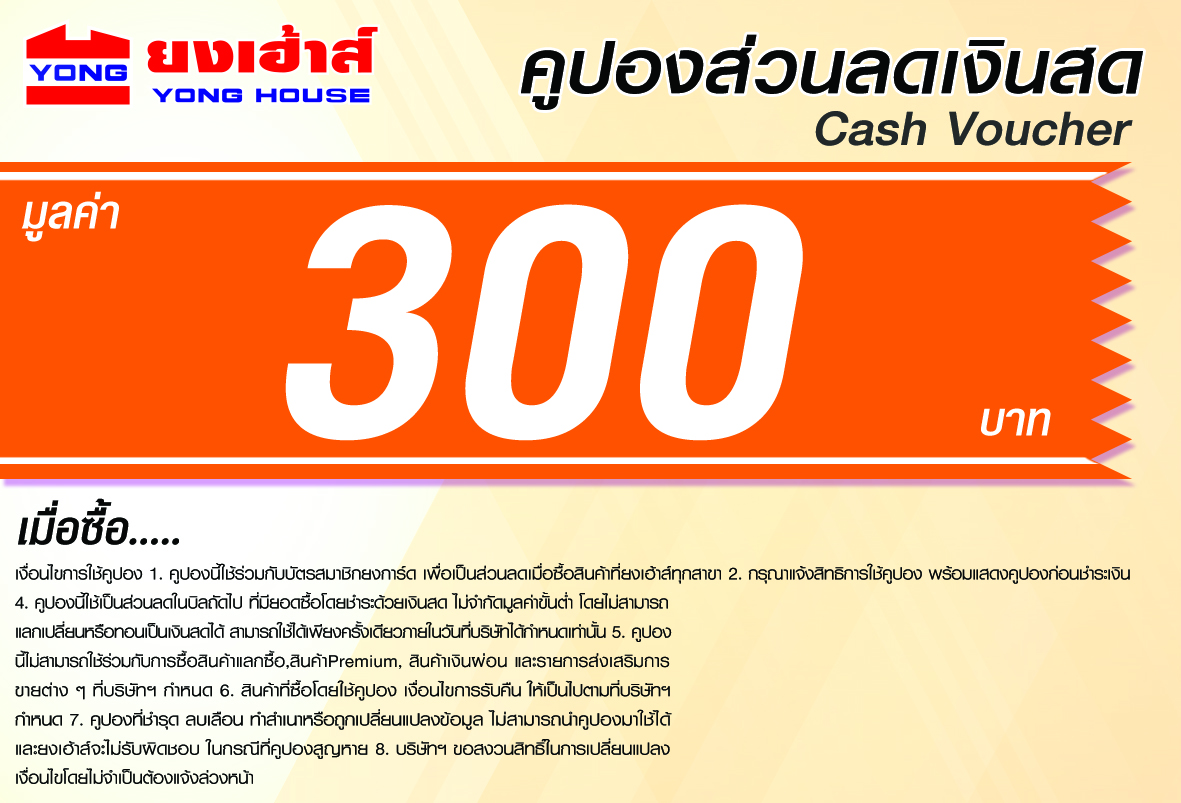 YONG
ยงเฮ้าส์
YONG HOUSE
คูปองส่วนลดเงินสด
Cash Voucher
มูลค่า
300
บาท
เมื่อซื้อ.....
เงื่อนไขการใช้คูปอง 1. คูปองนี้ใช้ร่วมกับบัตรสมาชิกยงการ์ด เพื่อเป็นส่วนลดเมื่อซื้อสินค้าที่ยงเฮ้าส์ทุกสาขา 2. กรุณาแจ้งสิทธิการใช้คูปอง พร้อมแสดงคูปองก่อนชำระเงิน
4. คูปองนี้ใช้เป็นส่วนลดในบิลถัดไป ที่มียอดซื้อโดยชำระด้วยเงินสด ไม่จำกัดมูลค่าขั้นต่ำ โดยไม่สามารถ
แลกเปลี่ยนหรือทอนเป็นเงินสดได้ สามารถใช้ได้เพียงครั้งเดียวภายในวันที่บริษัทได้กำหนดเท่านั้น 5. คูปอง
นี้ไม่สามารถใช้ร่วมกับการซื้อสินค้าแลกซื้อ,สินค้าPremium, สินค้าเงินผ่อน และรายการส่งเสริมการ
ขายต่าง ๆ ที่บริษัทฯ กำหนด 6. สินค้าที่ซื้อโดยใช้คูปอง เงื่อนไขการรับคืน ให้เป็นไปตามที่บริษัทฯ
กำหนด 7. คูปองที่ชำรุด ลบเลือน ทำสำเนาหรือถูกเปลี่ยนแปลงข้อมูล ไม่สามารถนำคูปองมาใช้ได้
และยงเฮ้าส์จะไม่รับผิดชอบ ในกรณีที่คูปองสูญหาย 8. บริษัทฯ ขอสงวนสิทธิ์ในการเปลี่ยนแปลง
เงื่อนไขโดยไม่จำเป็นต้องแจ้งล่วงหน้า